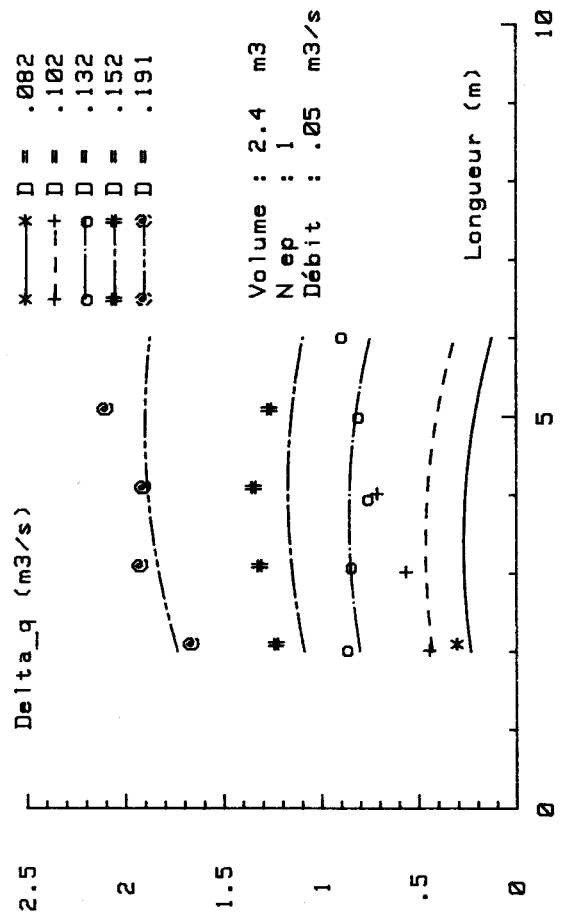 Delta_q (m3/s)
D = .082
D = .102
D = .132
D = .152
D = .191
Volume : 2.4 m3
N ep : 1
Débit : .05 m3/s
2.5
2
1.5
1
.5
0
0
5
10
Longueur (m)